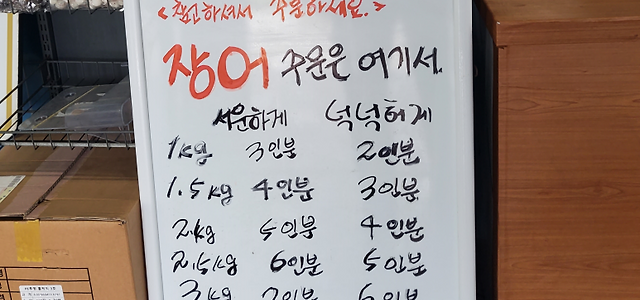 <참고하셔서 주문하세요.>
장어 주문은 여기서.
서운하게 넉넉허게
1kg 3인분 2인분
1.5kg 4인분 3인분
2kg 5인분 4인분
2.5kg 6인분 5인분
3kg 7인분 6인분